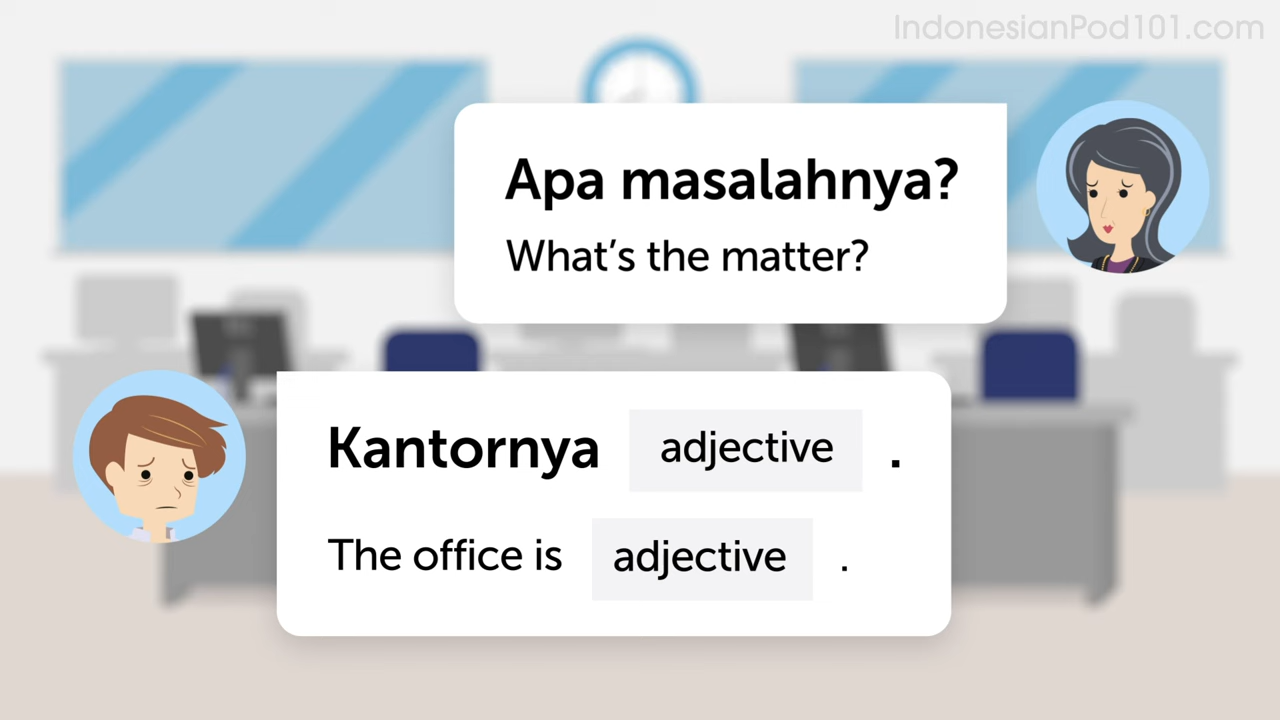 IndonesianPod101.com
Apa masalahnya?
What's the matter?
Kantornya adjective .
The office is adjective .